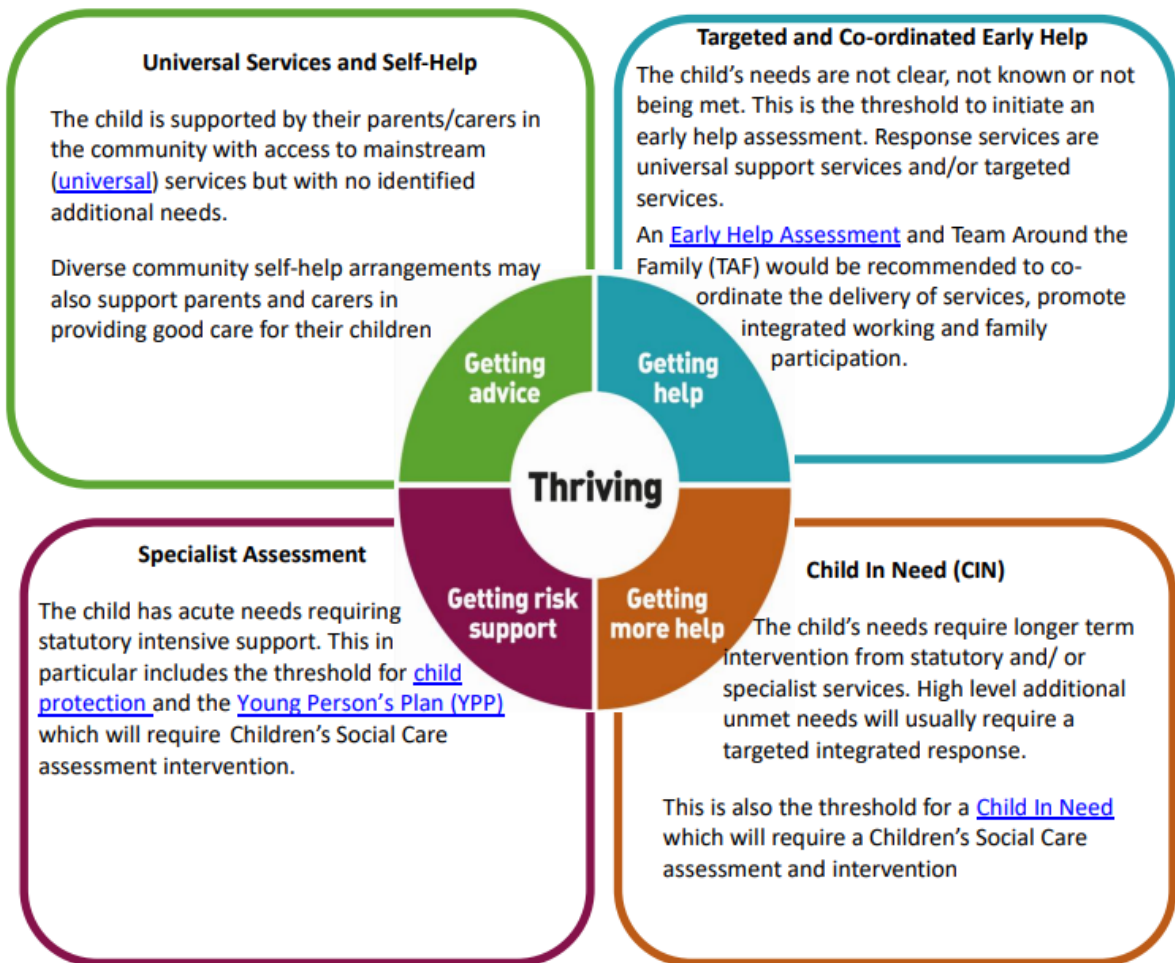 Universal Services and Self-Help
The child is supported by their parents/carers in
the community with access to mainstream
(universal) services but with no identified
additional needs.
Diverse community self-help arrangements may
also support parents and carers in
providing good care for their children
Targeted and Co-ordinated Early Help
The child's needs are not clear, not known or not
being met. This is the threshold to initiate an
early help assessment. Response services are
universal support services and/or targeted
services.
An Early Help Assessment and Team Around the
Family (TAF) would be recommended to co-
ordinate the delivery of services, promote
integrated working and family
participation.
Getting
advice
Getting
help
Thriving
Getting risk
support
Getting
more help
Specialist Assessment
The child has acute needs requiring
statutory intensive support. This in
particular includes the threshold for child
protection and the Young Person's Plan (YPP)
which will require Children's Social Care
assessment intervention.
Child In Need (CIN)
The child's needs require longer term
intervention from statutory and/ or
specialist services. High level additional
unmet needs will usually require a
targeted integrated response.
This is also the threshold for a Child In Need
which will require a Children's Social Care
assessment and intervention